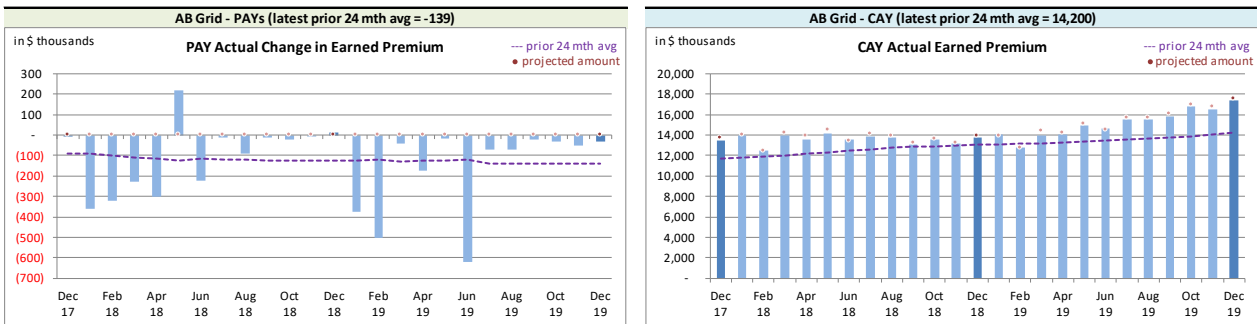 AB Grid - PAYs (latest prior 24 mth avg = -139)
in $ thousands
PAY Actual Change in Earned Premium
--- prior 24 mth avg
• projected amount
300
200
100
-
(100)
(200)
(300)
(400)
(500)
(600)
(700)
Dec 17
Feb 18
Apr 18
Jun 18
Aug 18
Oct 18
Dec 18
Feb 19
Apr 19
Jun 19
Aug 19
Oct 19
Dec 19
AB Grid - CAY (latest prior 24 mth avg = 14,200)
in $ thousands
CAY Actual Earned Premium
--- prior 24 mth avg
• projected amount
20,000
18,000
16,000
14,000
12,000
10,000
8,000
6,000
4,000
2,000
-
Dec 17
Feb 18
Apr 18
Jun 18
Aug 18
Oct 18
Dec 18
Feb 19
Apr 19
Jun 19
Aug 19
Oct 19
Dec 19